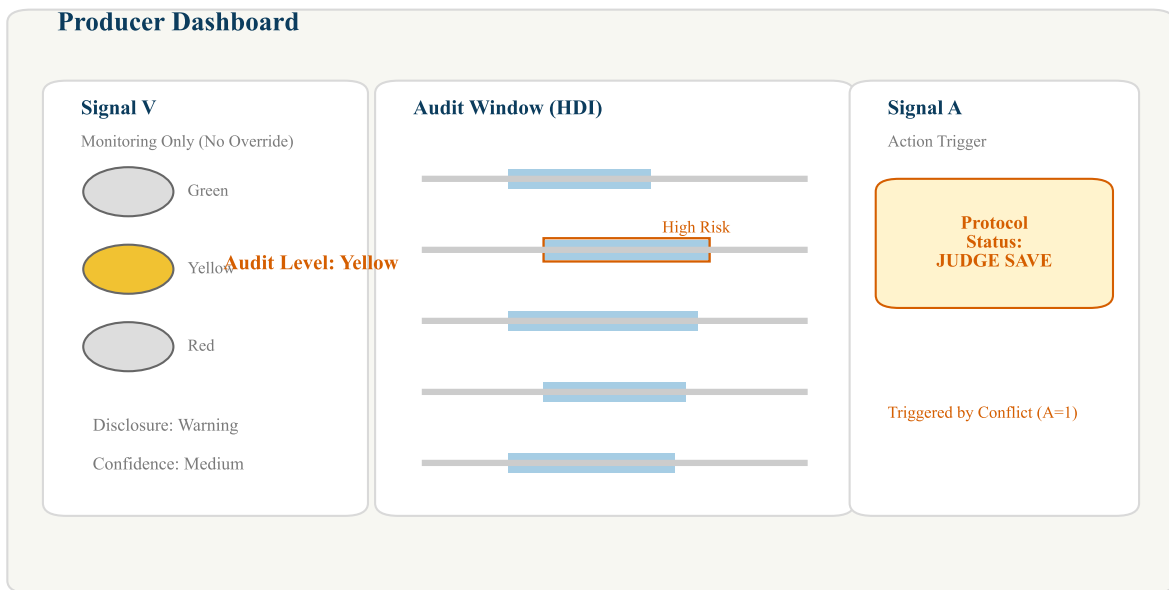 Producer Dashboard
Signal V
Monitoring Only (No Override)
Green
Yellow
Audit Level: Yellow
Red
Disclosure: Warning
Confidence: Medium
Audit Window (HDI)
High Risk
Signal A
Action Trigger
Protocol
Status:
JUDGE SAVE
Triggered by Conflict (A=1)